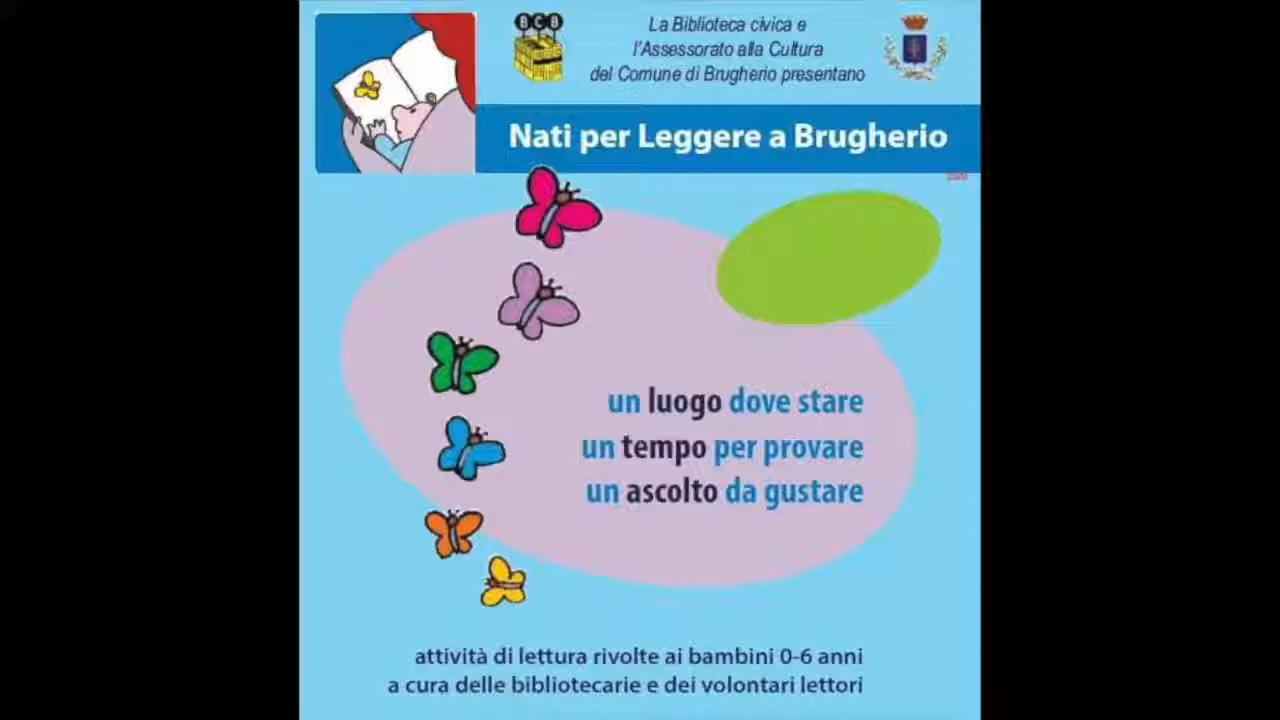 BCB
La Biblioteca civica e
l'Assessorato alla Cultura
del Comune di Brugherio presentano
Nati per Leggere a Brugherio
un luogo dove stare
un tempo per provare
un ascolto da gustare
attività di lettura rivolte ai bambini 0-6 anni
a cura delle bibliotecarie e dei volontari lettori